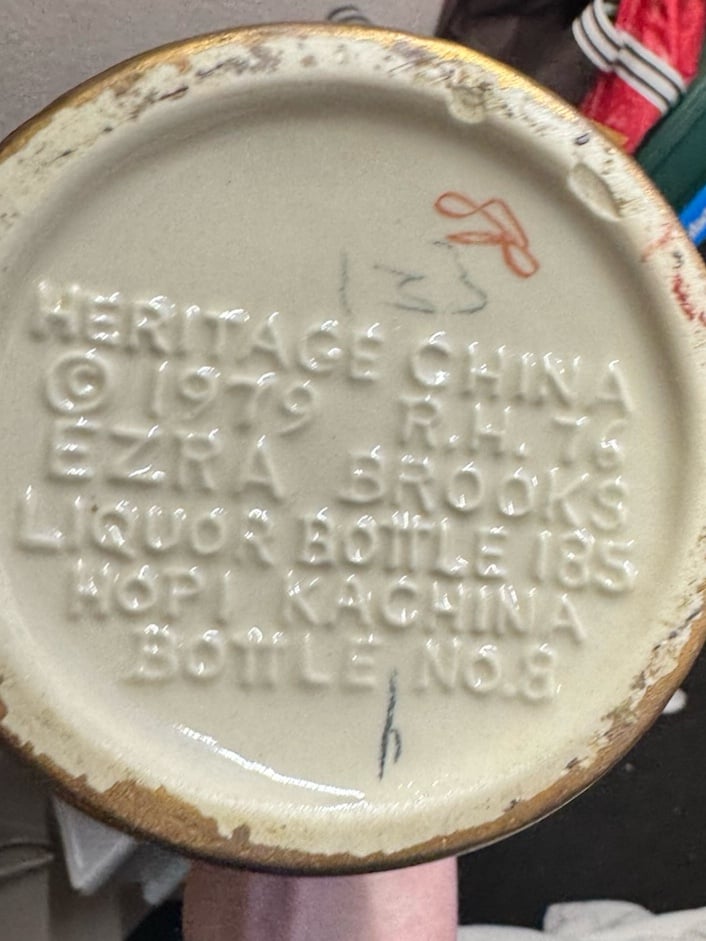 HERITAGE CHINA
© 1979 R.H. 76
EZRA BROOKS
LIQUOR BOTTLE 185
HOPI KACHINA
BOTTLE NO.8